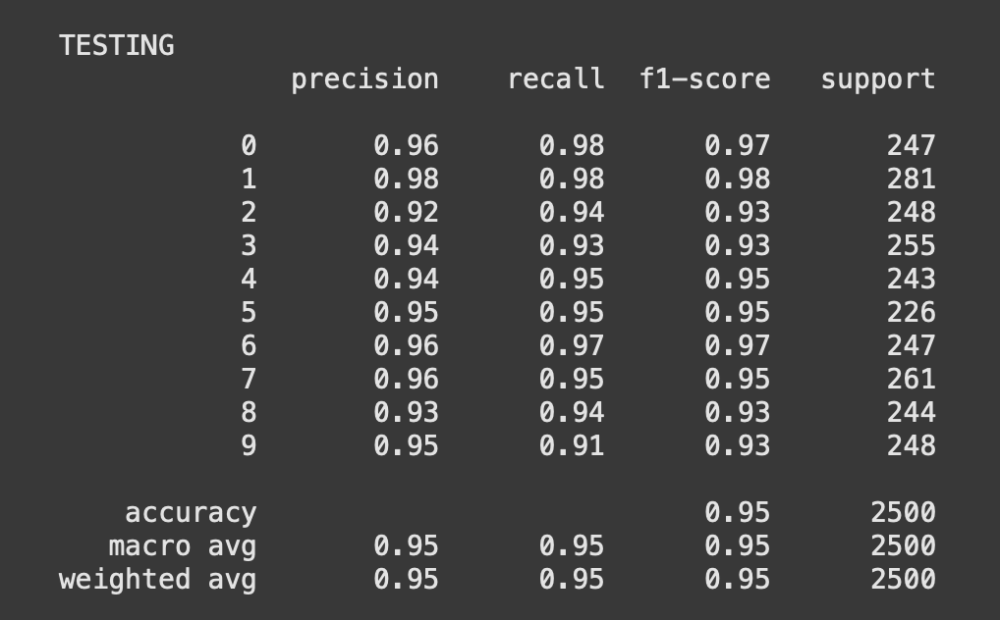 TESTING
precision recall f1-score support
0 0.96 0.98 0.97 247
1 0.98 0.98 0.98 281
2 0.92 0.94 0.93 248
3 0.94 0.93 0.93 255
4 0.94 0.95 0.95 243
5 0.95 0.95 0.95 226
6 0.96 0.97 0.97 247
7 0.96 0.95 0.95 261
8 0.93 0.94 0.93 244
9 0.95 0.91 0.93 248
accuracy 0.95 2500
macro avg 0.95 0.95 0.95 2500
weighted avg 0.95 0.95 0.95 2500